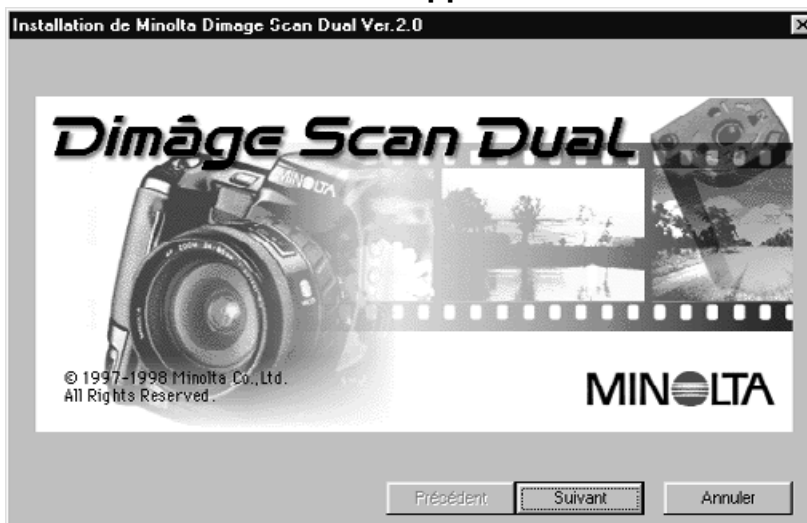 Installation de Minolta Dimage Scan Dual Ver.2.0
Dimâge Scan Dual
MINOLTA
© 1997-1998 Minolta Co.,Ltd.
All Rights Reserved.
MINOLTA
Précédent Suivant Annuler